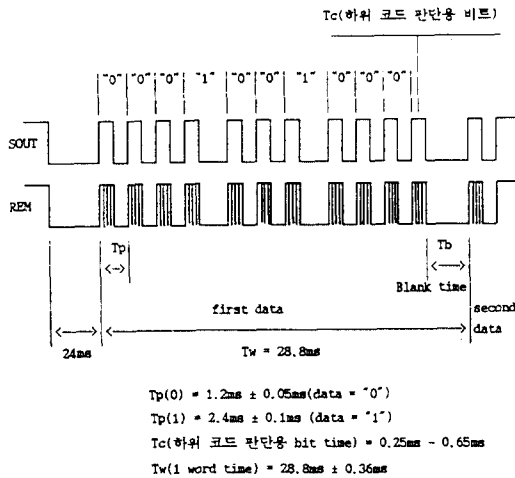 Tc(하위 코드 판단용 비트)
"0" "0" "0" "1" "0" "0" "1" "0" "0" "0"
SOUT
REM
Tp
Tb
Blank time
first data
second data
24ms
Tw = 28.8ms
Tp(0) = 1.2ms ± 0.05ms(data = "0")
Tp(1) = 2.4ms ± 0.1ms (data = "1")
Tc(하위 코드 판단용 bit time) = 0.25ms - 0.65ms
Tw(1 word time) = 28.8ms ± 0.36ms